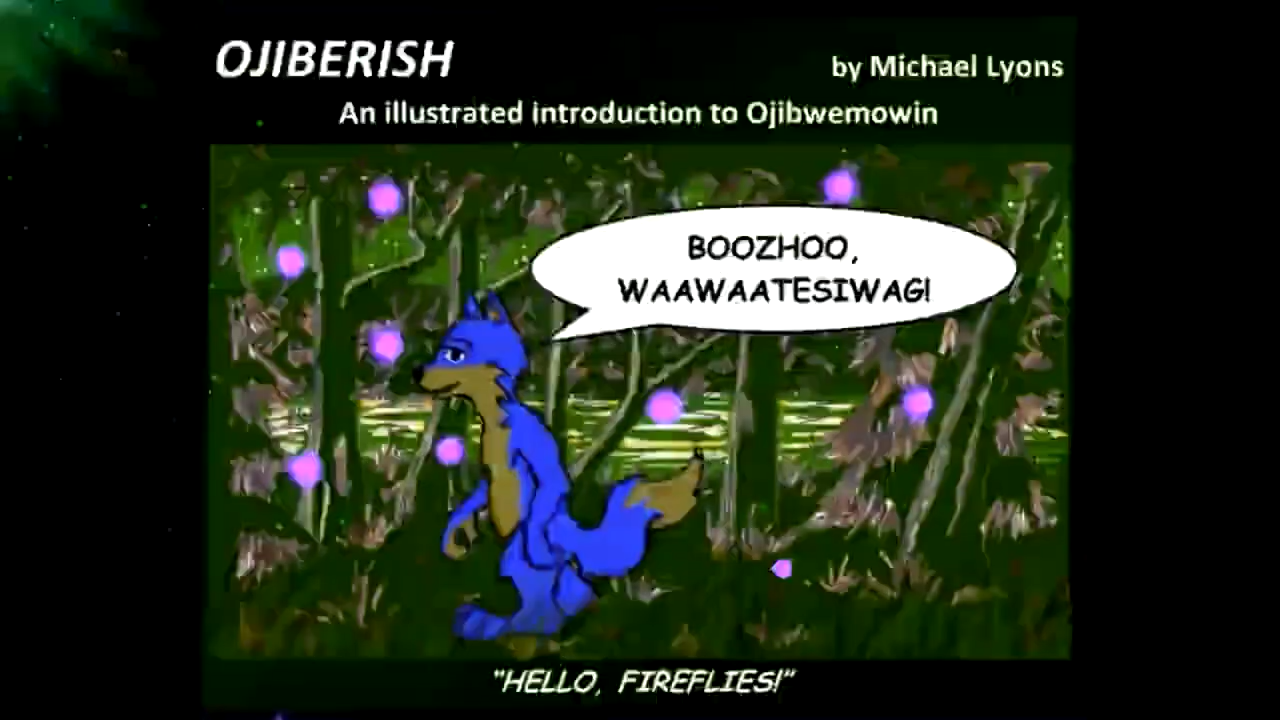 OJIBERISH
by Michael Lyons
An illustrated introduction to Ojibwemowin
BOOZHOO,
WAAWAATESIWAG!
"HELLO, FIREFLIES!"